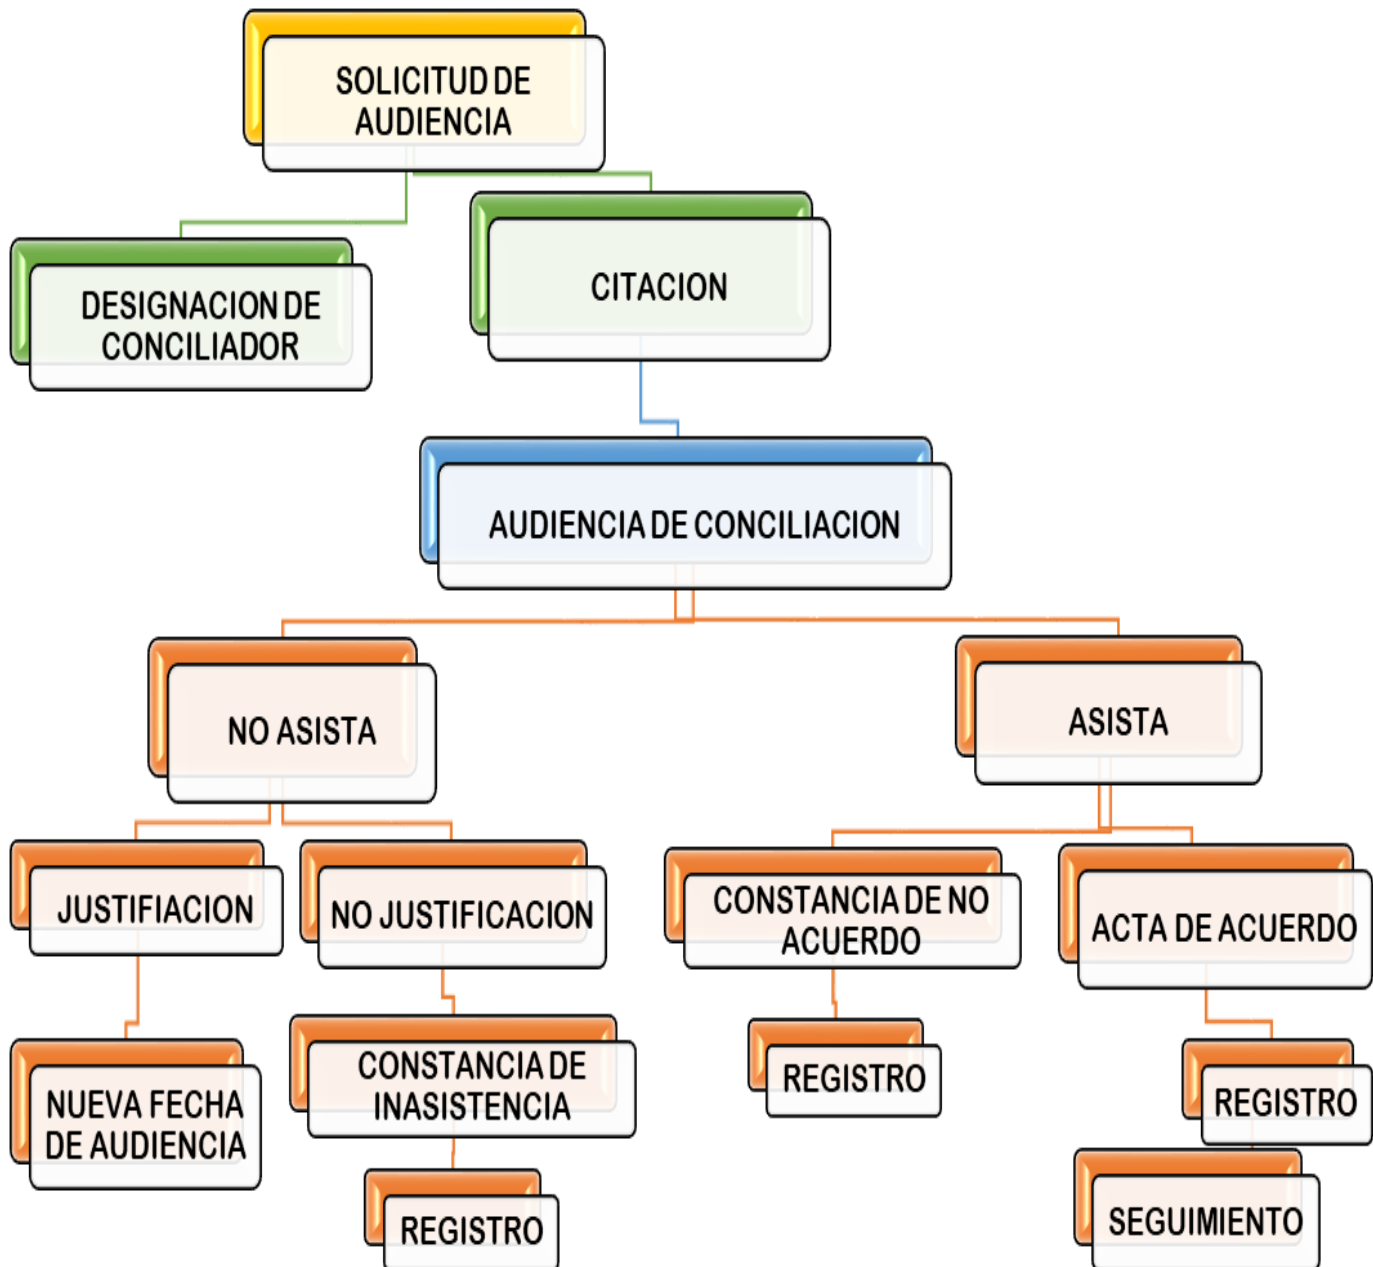 SOLICITUD DE
AUDIENCIA
DESIGNACION DE
CONCILIADOR
CITACION
AUDIENCIA DE CONCILIACION
NO ASISTA
ASISTA
JUSTIFIACION
NO JUSTIFICACION
CONSTANCIA DE NO
ACUERDO
ACTA DE ACUERDO
NUEVA FECHA
DE AUDIENCIA
CONSTANCIA DE
INASISTENCIA
REGISTRO
REGISTRO
REGISTRO
SEGUIMIENTO